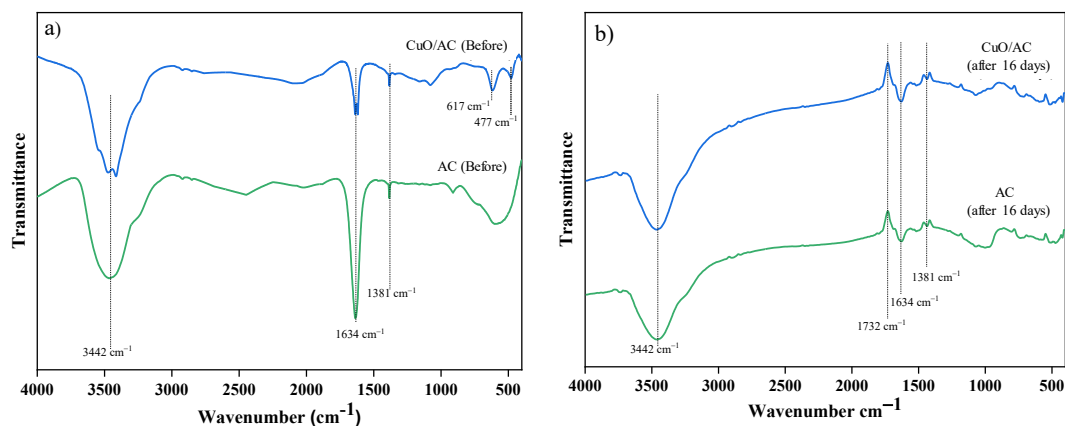 a)
CuO/AC (Before)
617 cm⁻¹
477 cm⁻¹
AC (Before)
1381 cm⁻¹
1634 cm⁻¹
3442 cm⁻¹
Transmittance
4000 3500 3000 2500 2000 1500 1000 500
Wavenumber (cm⁻¹)
b)
CuO/AC
(after 16 days)
AC
(after 16 days)
1381 cm⁻¹
1634 cm⁻¹
1732 cm⁻¹
3442 cm⁻¹
Transmittance
4000 3500 3000 2500 2000 1500 1000 500
Wavenumber cm⁻¹